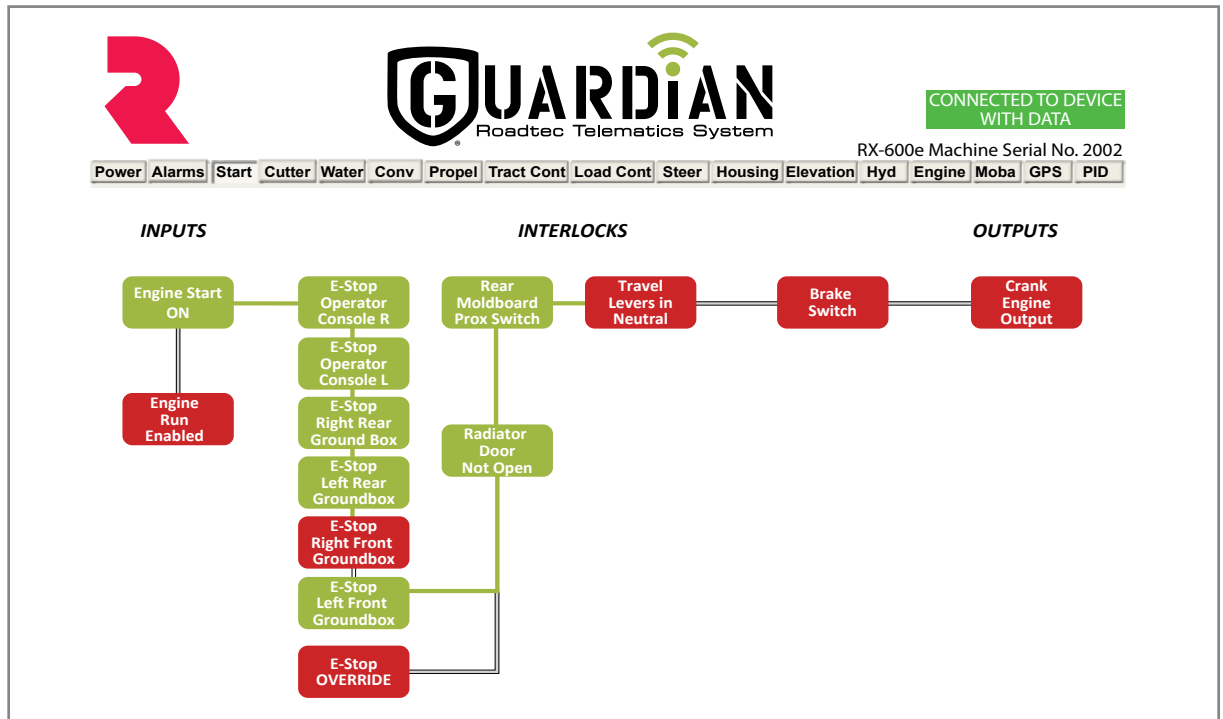 GUARDiAN
Roadtec Telematics System
®
CONNECTED TO DEVICE
WITH DATA
RX-600e Machine Serial No. 2002
Power Alarms Start Cutter Water Conv Propel Tract Cont Load Cont Steer Housing Elevation Hyd Engine Moba GPS PID
INPUTS INTERLOCKS OUTPUTS
Engine Start
ON
E-Stop
Operator
Console R
Rear
Moldboard
Prox Switch
Travel
Levers in
Neutral
Brake
Switch
Crank
Engine
Output
E-Stop
Operator
Console L
Engine
Run
Enabled
E-Stop
Right Rear
Ground Box
Radiator
Door
Not Open
E-Stop
Left Rear
Groundbox
E-Stop
Right Front
Groundbox
E-Stop
Left Front
Groundbox
E-Stop
OVERRIDE